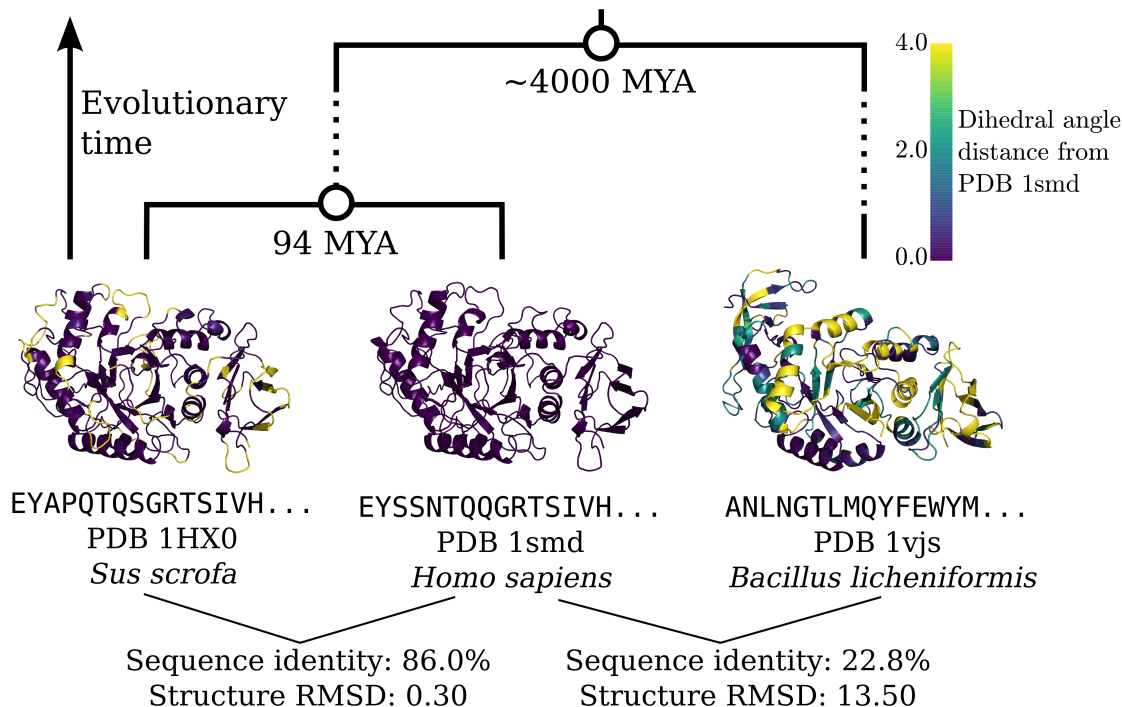 Evolutionary
time
~4000 MYA
94 MYA
4.0
2.0
0.0
Dihedral angle
distance from
PDB 1smd
EYAPQTQSGRTSIVH...
PDB 1HX0
Sus scrofa
EYSSNTQQGRTSIVH...
PDB 1smd
Homo sapiens
ANLNGTLMQYFEWYM...
PDB 1vjs
Bacillus licheniformis
Sequence identity: 86.0%
Structure RMSD: 0.30
Sequence identity: 22.8%
Structure RMSD: 13.50